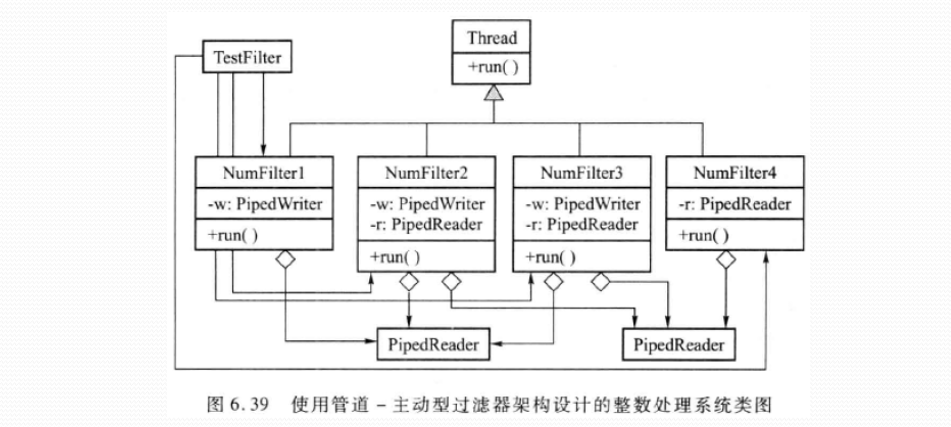 Thread
+run( )
TestFilter
NumFilter1
-w: PipedWriter
+run( )
NumFilter2
-w: PipedWriter
-r: PipedReader
+run( )
NumFilter3
-w: PipedWriter
-r: PipedReader
+run( )
NumFilter4
-r: PipedReader
+run( )
PipedReader
PipedReader
图 6.39 使用管道-主动型过滤器架构设计的整数处理系统类图